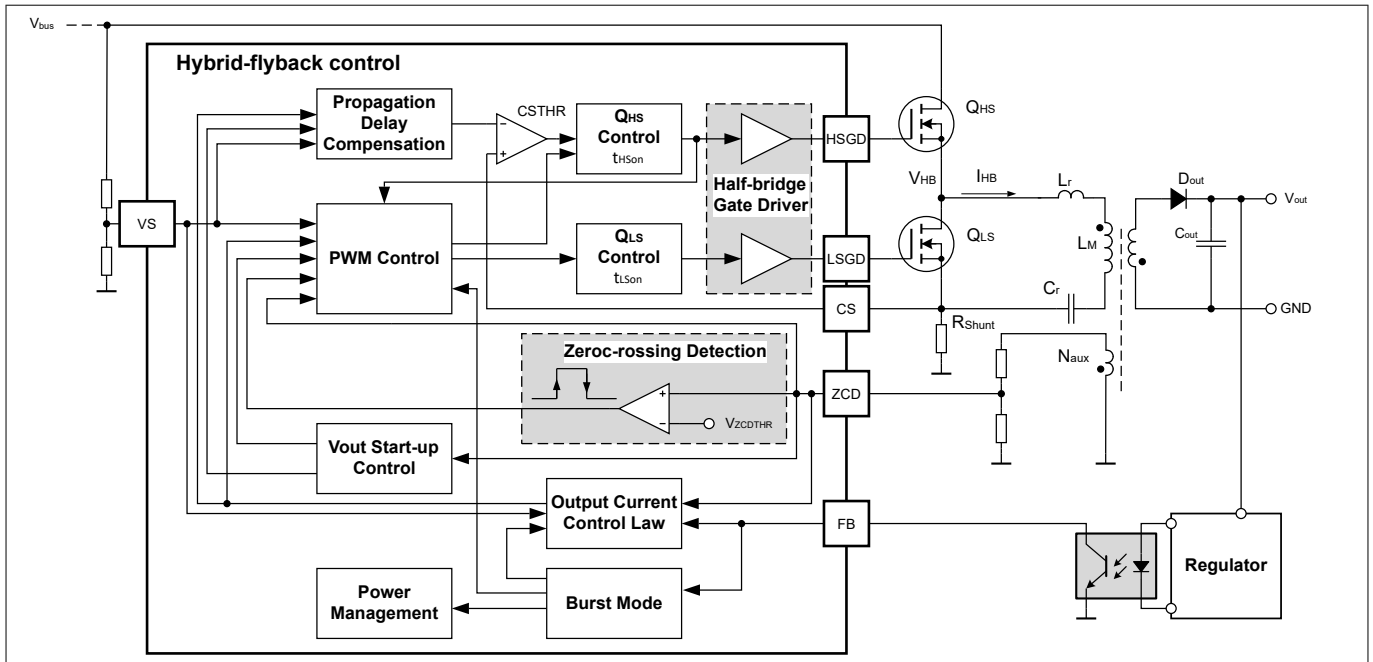 Vbus
Hybrid-flyback control
Propagation
Delay
Compensation
CSTHR
−
+
QHS
Control
tHSon
HSGD
QHS
VHB
IHB
Lr
Dout
Vout
Half-bridge
Gate Driver
VS
PWM Control
QLS
Control
tLSon
LSGD
QLS
LM
Cout
CS
Cr
RShunt
GND
Zeroc-rossing Detection
+
−
VZCDTHR
ZCD
Naux
Vout Start-up
Control
Output Current
Control Law
FB
Regulator
Power
Management
Burst Mode